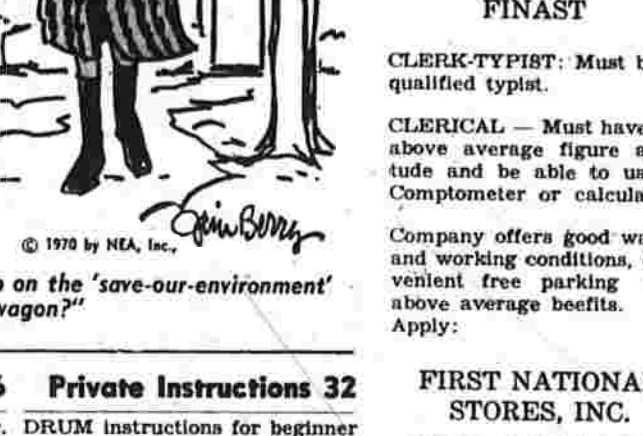 Jim Berry
© 1970 by NEA, Inc.,
on the 'save-our-environment'
wagon?"
Private Instructions 32
DRUM instructions for beginner
FINAST
CLERK-TYPIST: Must b
qualified typist.
CLERICAL — Must have
above average figure a
tude and be able to us
Comptometer or calcula
Company offers good wa
and working conditions,
venient free parking
above average beefits.
Apply:
FIRST NATIONA
STORES, INC.